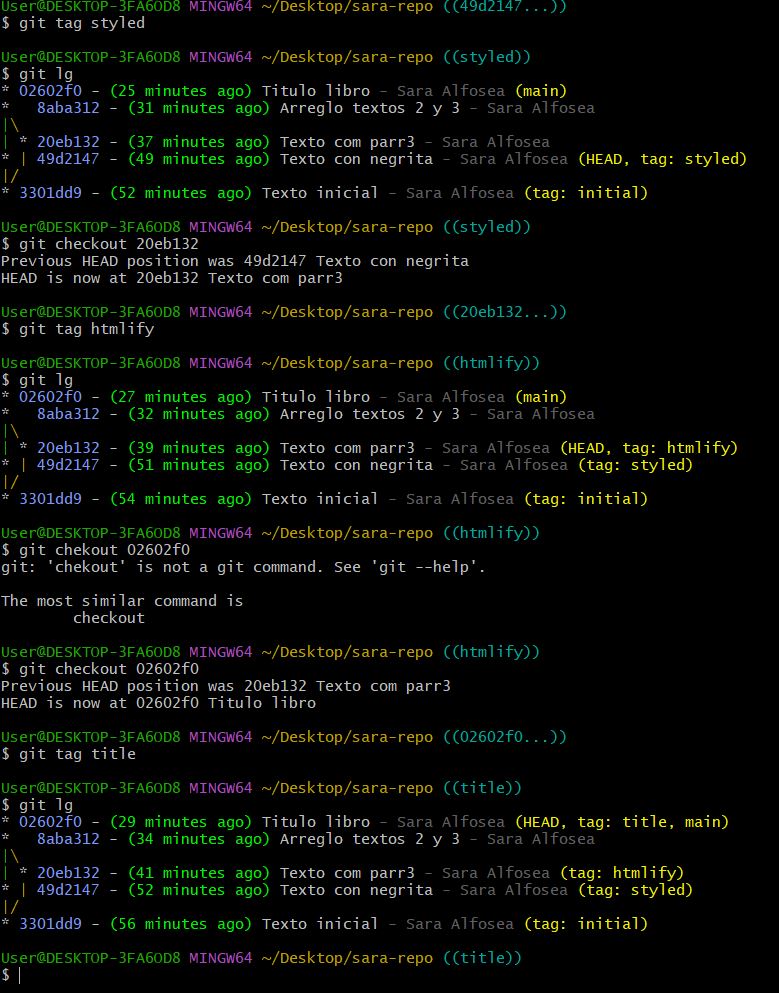 User@DESKTOP-3FA6OD8 MINGW64 ~/Desktop/sara-repo ((49d2147...))
$ git tag styled
User@DESKTOP-3FA6OD8 MINGW64 ~/Desktop/sara-repo ((styled))
$ git lg
* 02602f0 - (25 minutes ago) Titulo libro - Sara Alfosea (main)
*   8aba312 - (31 minutes ago) Arreglo textos 2 y 3 - Sara Alfosea
|\
| * 20eb132 - (37 minutes ago) Texto com parr3 - Sara Alfosea
* | 49d2147 - (49 minutes ago) Texto con negrita - Sara Alfosea (HEAD, tag: styled)
|/
* 3301dd9 - (52 minutes ago) Texto inicial - Sara Alfosea (tag: initial)
User@DESKTOP-3FA6OD8 MINGW64 ~/Desktop/sara-repo ((styled))
$ git checkout 20eb132
Previous HEAD position was 49d2147 Texto con negrita
HEAD is now at 20eb132 Texto com parr3
User@DESKTOP-3FA6OD8 MINGW64 ~/Desktop/sara-repo ((20eb132...))
$ git tag htmlify
User@DESKTOP-3FA6OD8 MINGW64 ~/Desktop/sara-repo ((htmlify))
$ git lg
* 02602f0 - (27 minutes ago) Titulo libro - Sara Alfosea (main)
*   8aba312 - (32 minutes ago) Arreglo textos 2 y 3 - Sara Alfosea
|\
| * 20eb132 - (39 minutes ago) Texto com parr3 - Sara Alfosea (HEAD, tag: htmlify)
* | 49d2147 - (51 minutes ago) Texto con negrita - Sara Alfosea (tag: styled)
|/
* 3301dd9 - (54 minutes ago) Texto inicial - Sara Alfosea (tag: initial)
User@DESKTOP-3FA6OD8 MINGW64 ~/Desktop/sara-repo ((htmlify))
$ git chekout 02602f0
git: 'chekout' is not a git command. See 'git --help'.
The most similar command is
        checkout
User@DESKTOP-3FA6OD8 MINGW64 ~/Desktop/sara-repo ((htmlify))
$ git checkout 02602f0
Previous HEAD position was 20eb132 Texto com parr3
HEAD is now at 02602f0 Titulo libro
User@DESKTOP-3FA6OD8 MINGW64 ~/Desktop/sara-repo ((02602f0...))
$ git tag title
User@DESKTOP-3FA6OD8 MINGW64 ~/Desktop/sara-repo ((title))
$ git lg
* 02602f0 - (29 minutes ago) Titulo libro - Sara Alfosea (HEAD, tag: title, main)
*   8aba312 - (34 minutes ago) Arreglo textos 2 y 3 - Sara Alfosea
|\
| * 20eb132 - (41 minutes ago) Texto com parr3 - Sara Alfosea (tag: htmlify)
* | 49d2147 - (52 minutes ago) Texto con negrita - Sara Alfosea (tag: styled)
|/
* 3301dd9 - (56 minutes ago) Texto inicial - Sara Alfosea (tag: initial)
User@DESKTOP-3FA6OD8 MINGW64 ~/Desktop/sara-repo ((title))
$